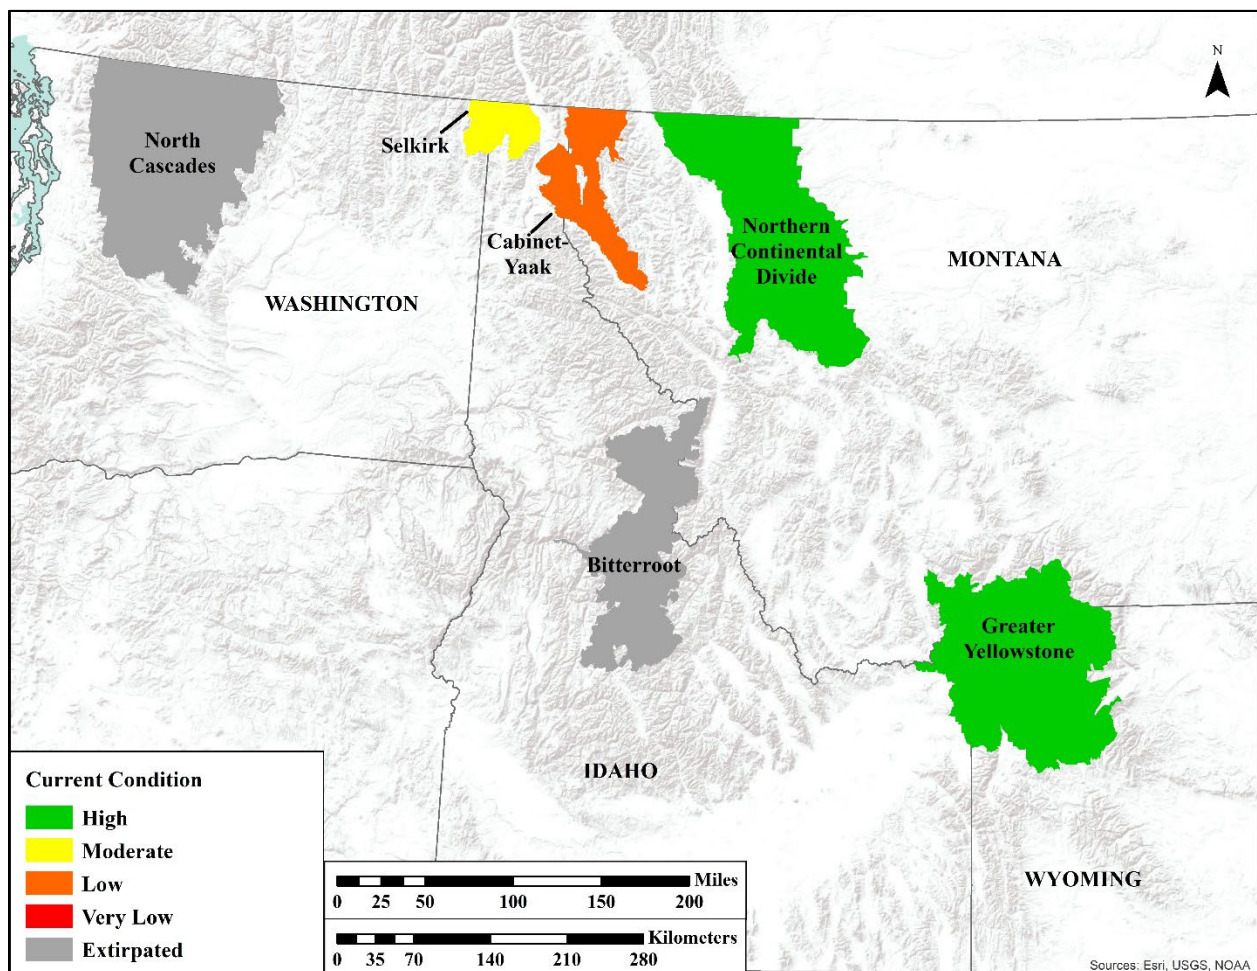 N
North
Cascades
Selkirk
Cabinet-
Yaak
Northern
Continental
Divide
MONTANA
WASHINGTON
Bitterroot
Greater
Yellowstone
IDAHO
WYOMING
Current Condition
High
Moderate
Low
Very Low
Extirpated
Miles
0 25 50 100 150 200
Kilometers
0 35 70 140 210 280
Sources: Esri, USGS, NOAA